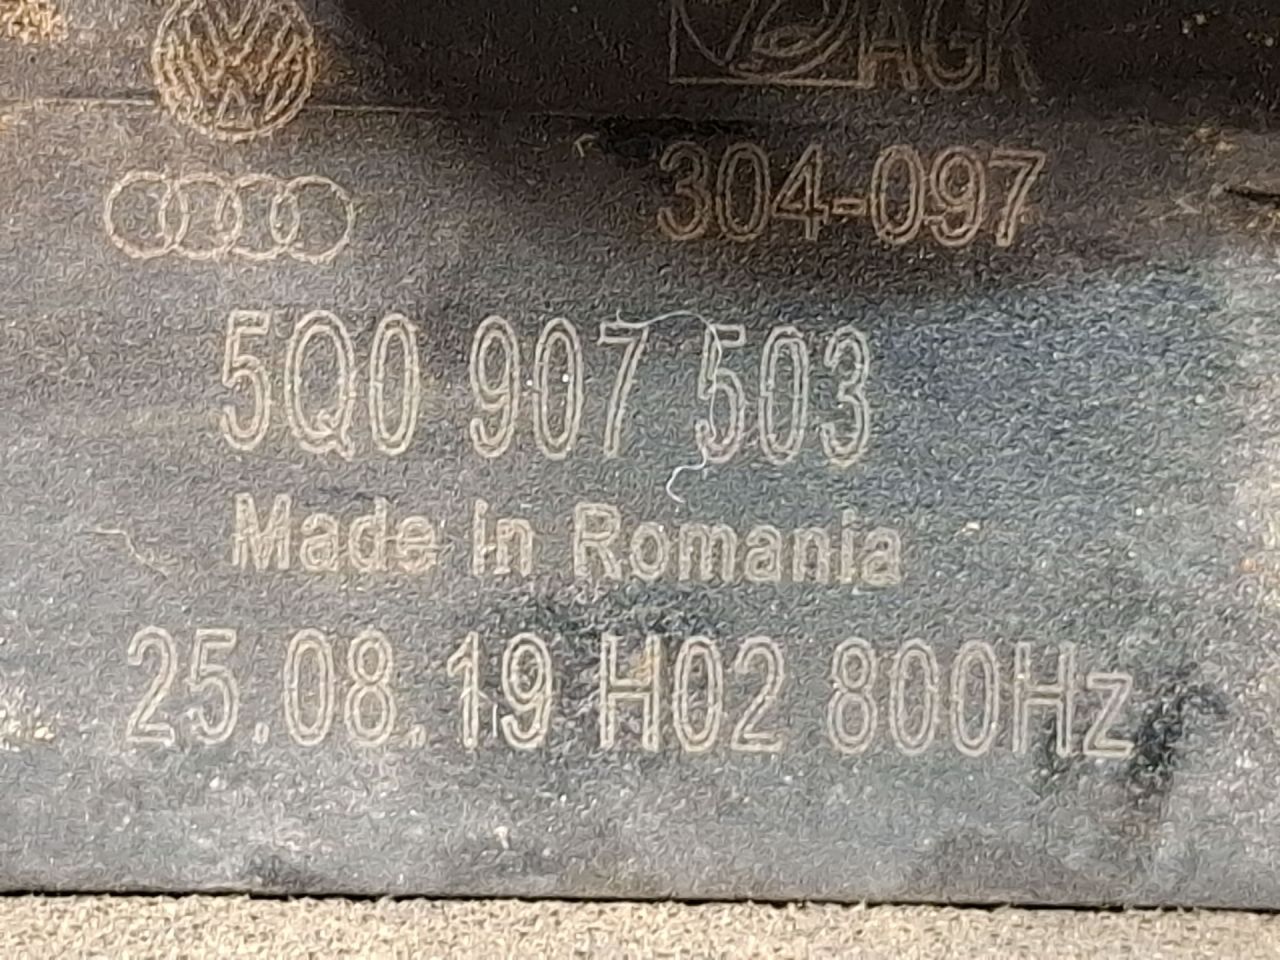 AGK
304-097
5Q0 907 503
Made in Romania
25.08.19 H02 800Hz